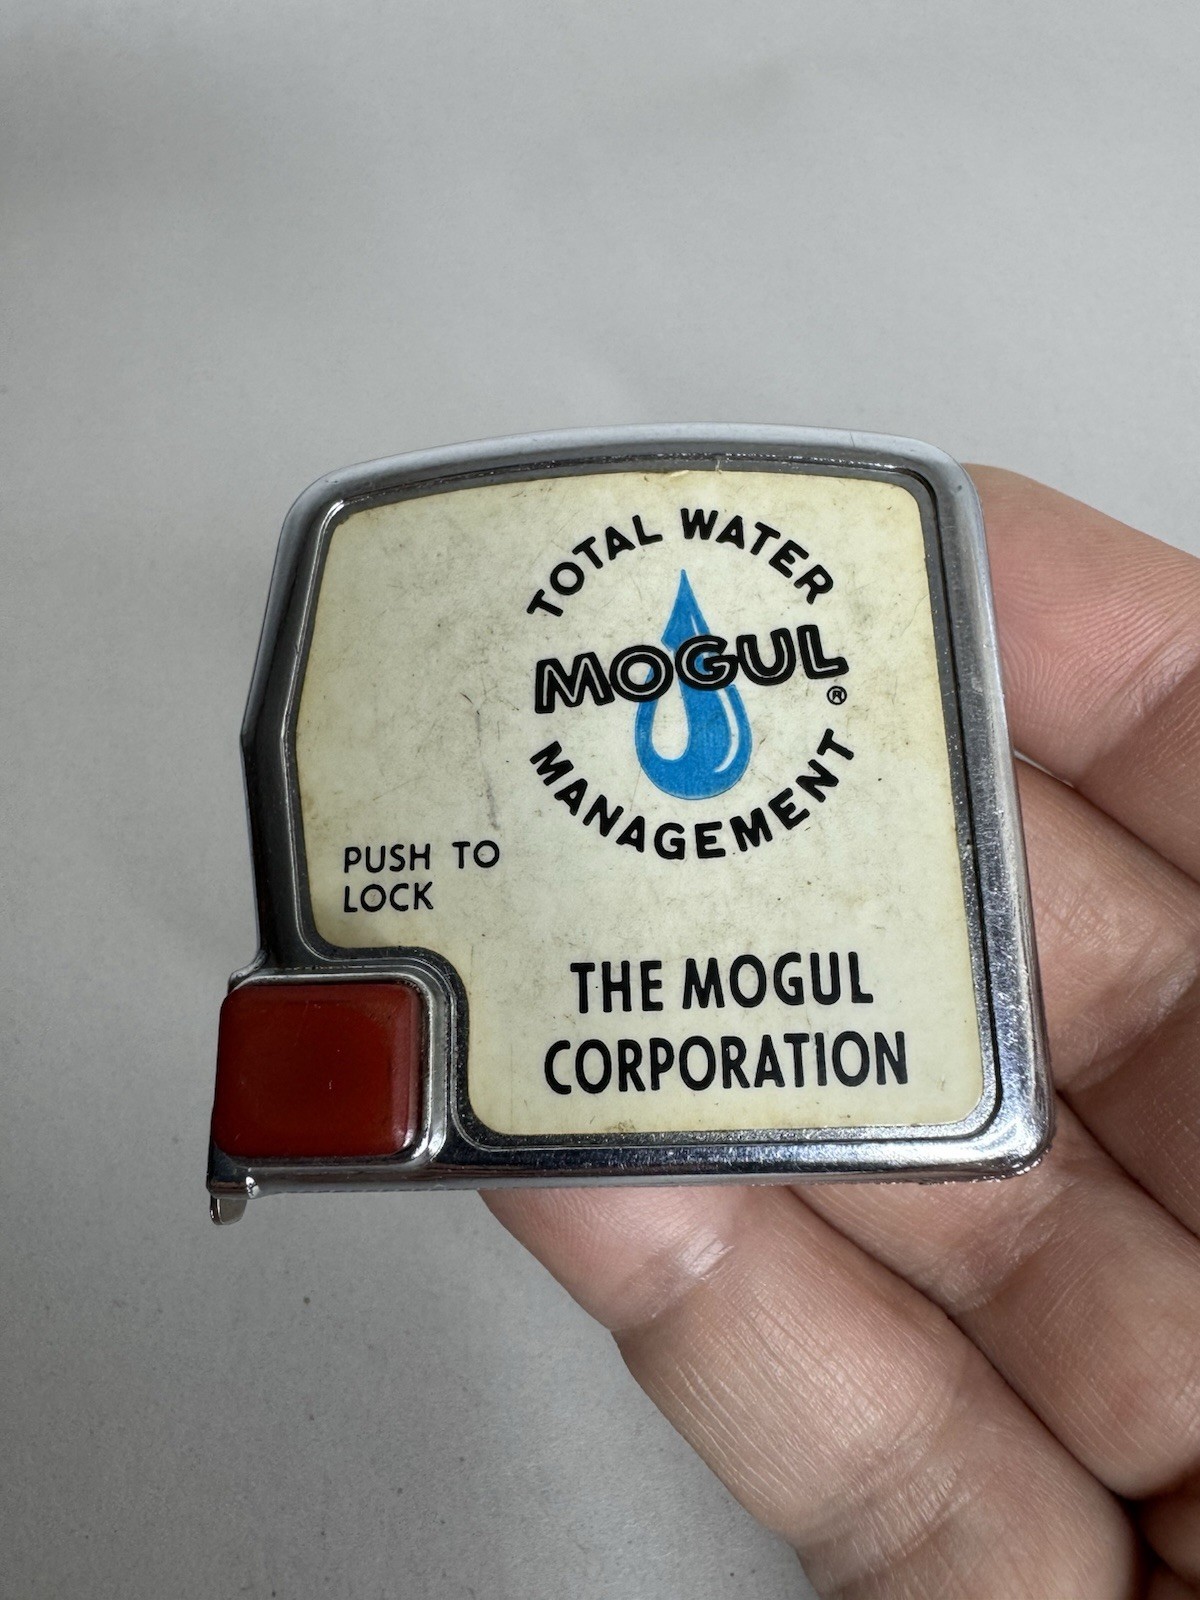 TOTAL WATER
MOGUL®
MANAGEMENT
PUSH TO
LOCK
THE MOGUL
CORPORATION